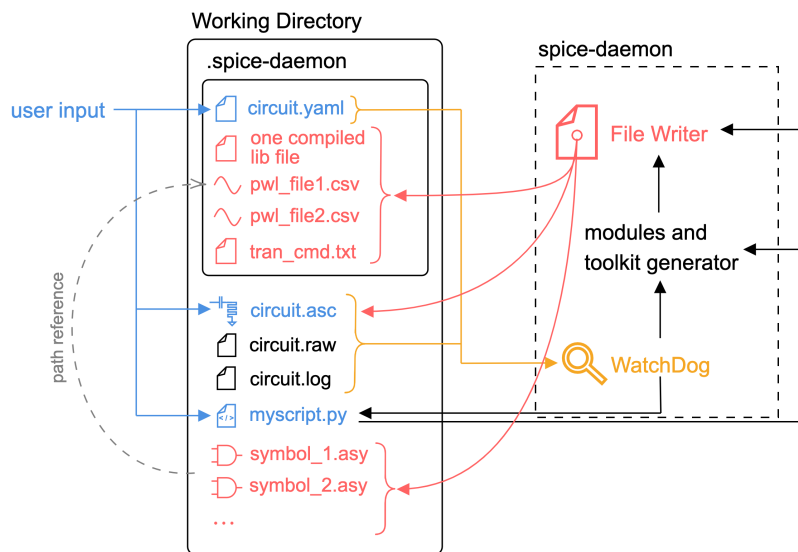 Working Directory
.spice-daemon
spice-daemon
user input
circuit.yaml
one compiled
lib file
pwl_file1.csv
pwl_file2.csv
tran_cmd.txt
File Writer
modules and
toolkit generator
path reference
circuit.asc
circuit.raw
circuit.log
WatchDog
</> myscript.py
symbol_1.asy
symbol_2.asy
...